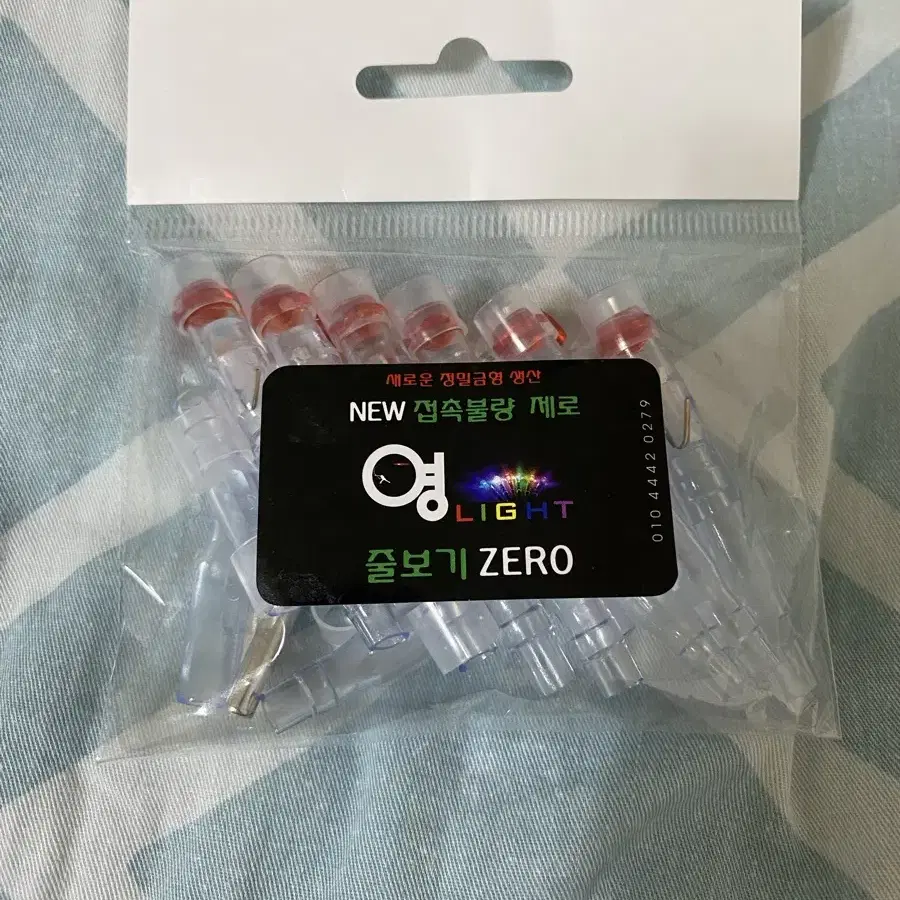 새로운 정밀금형 생산
NEW 접촉불량 제로
영 LIGHT
줄보기 ZERO
010 4442 0279